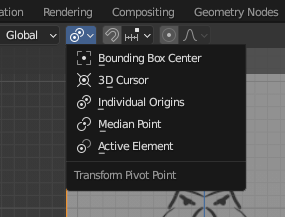 ation Rendering Compositing Geometry Nodes
Global
Bounding Box Center
3D Cursor
Individual Origins
Median Point
Active Element
Transform Pivot Point